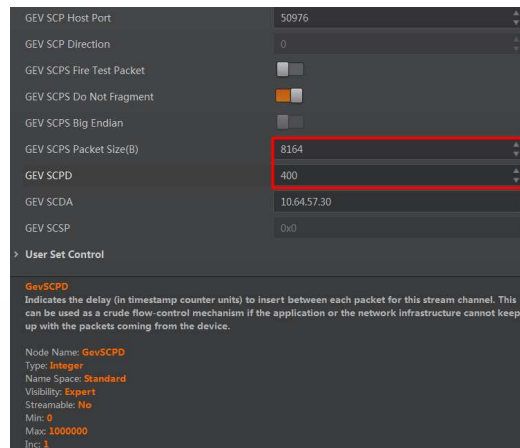 GEV SCP Host Port 50976
GEV SCP Direction 0
GEV SCPS Fire Test Packet
GEV SCPS Do Not Fragment
GEV SCPS Big Endian
GEV SCPS Packet Size(B) 8164
GEV SCPD 400
GEV SCDA 10.64.57.30
GEV SCSP 0x0
> User Set Control
GevSCPD
Indicates the delay (in timestamp counter units) to insert between each packet for this stream channel. This
can be used as a crude flow-control mechanism if the application or the network infrastructure cannot keep
up with the packets coming from the device.
Node Name: GevSCPD
Type: Integer
Name Space: Standard
Visibility: Expert
Streamable: No
Min: 0
Max: 1000000
Inc: 1